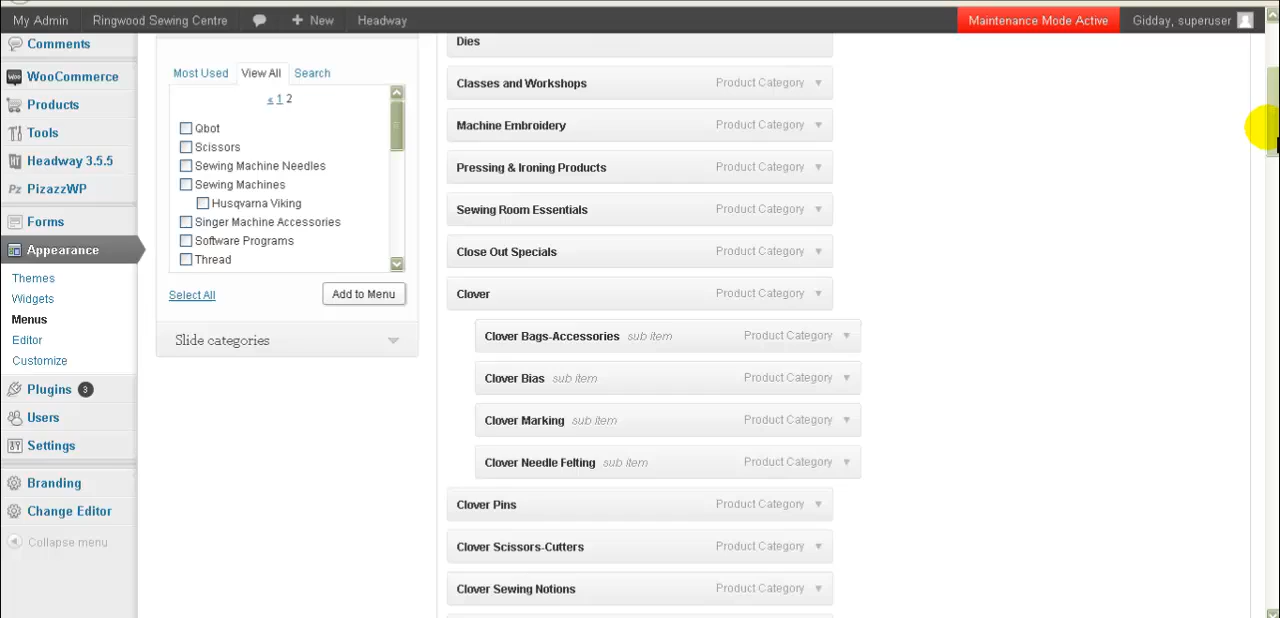 My Admin Ringwood Sewing Centre New Headway Maintenance Mode Active Gidday, superuser
Comments
WooCommerce
Products
Tools
Headway 3.5.5
Pz PizazzWP
Forms
Appearance
Themes
Widgets
Menus
Editor
Customize
Plugins 3
Users
Settings
Branding
Change Editor
Collapse menu
Most Used View All Search
« 1 2
Qbot
Scissors
Sewing Machine Needles
Sewing Machines
Husqvarna Viking
Singer Machine Accessories
Software Programs
Thread
Select All Add to Menu
Slide categories
Dies
Classes and Workshops Product Category
Machine Embroidery Product Category
Pressing & Ironing Products Product Category
Sewing Room Essentials Product Category
Close Out Specials Product Category
Clover Product Category
Clover Bags-Accessories sub item Product Category
Clover Bias sub item Product Category
Clover Marking sub item Product Category
Clover Needle Felting sub item Product Category
Clover Pins Product Category
Clover Scissors-Cutters Product Category
Clover Sewing Notions Product Category